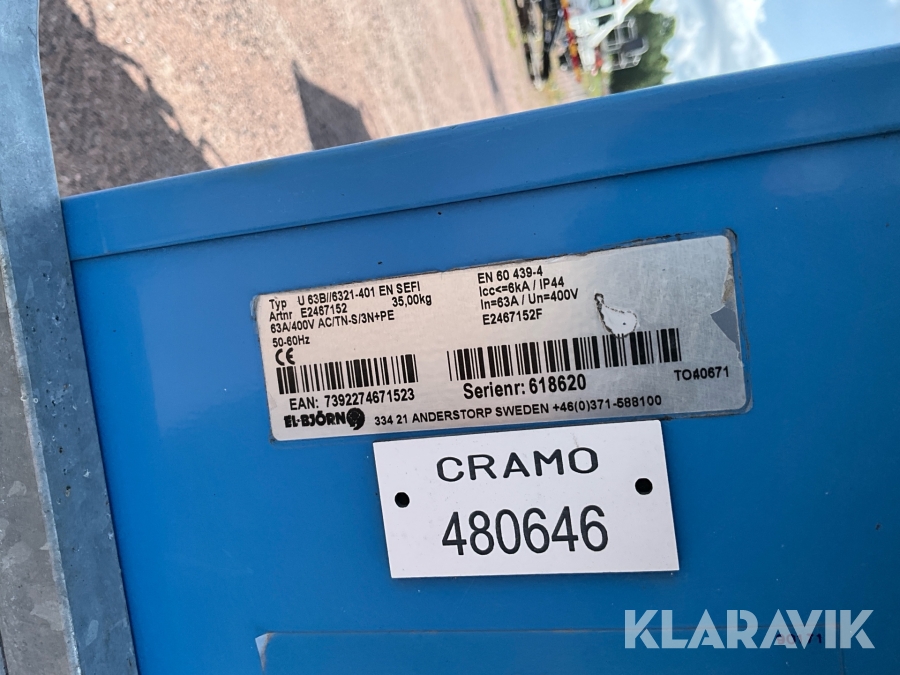 Typ U 63B//6321-401 EN SEFI
Artnr E2467152 35,00kg
63A/400V AC/TN-S/3N+PE
50-60Hz
CE
EAN: 7392274671523
EN 60 439-4
Icc<=6kA / IP44
In=63A / Un=400V
E2467152F
Serienr: 618620
TO40671
EL-BJÖRN 334 21 ANDERSTORP SWEDEN +46(0)371-588100
CRAMO
480646
KLARAVIK